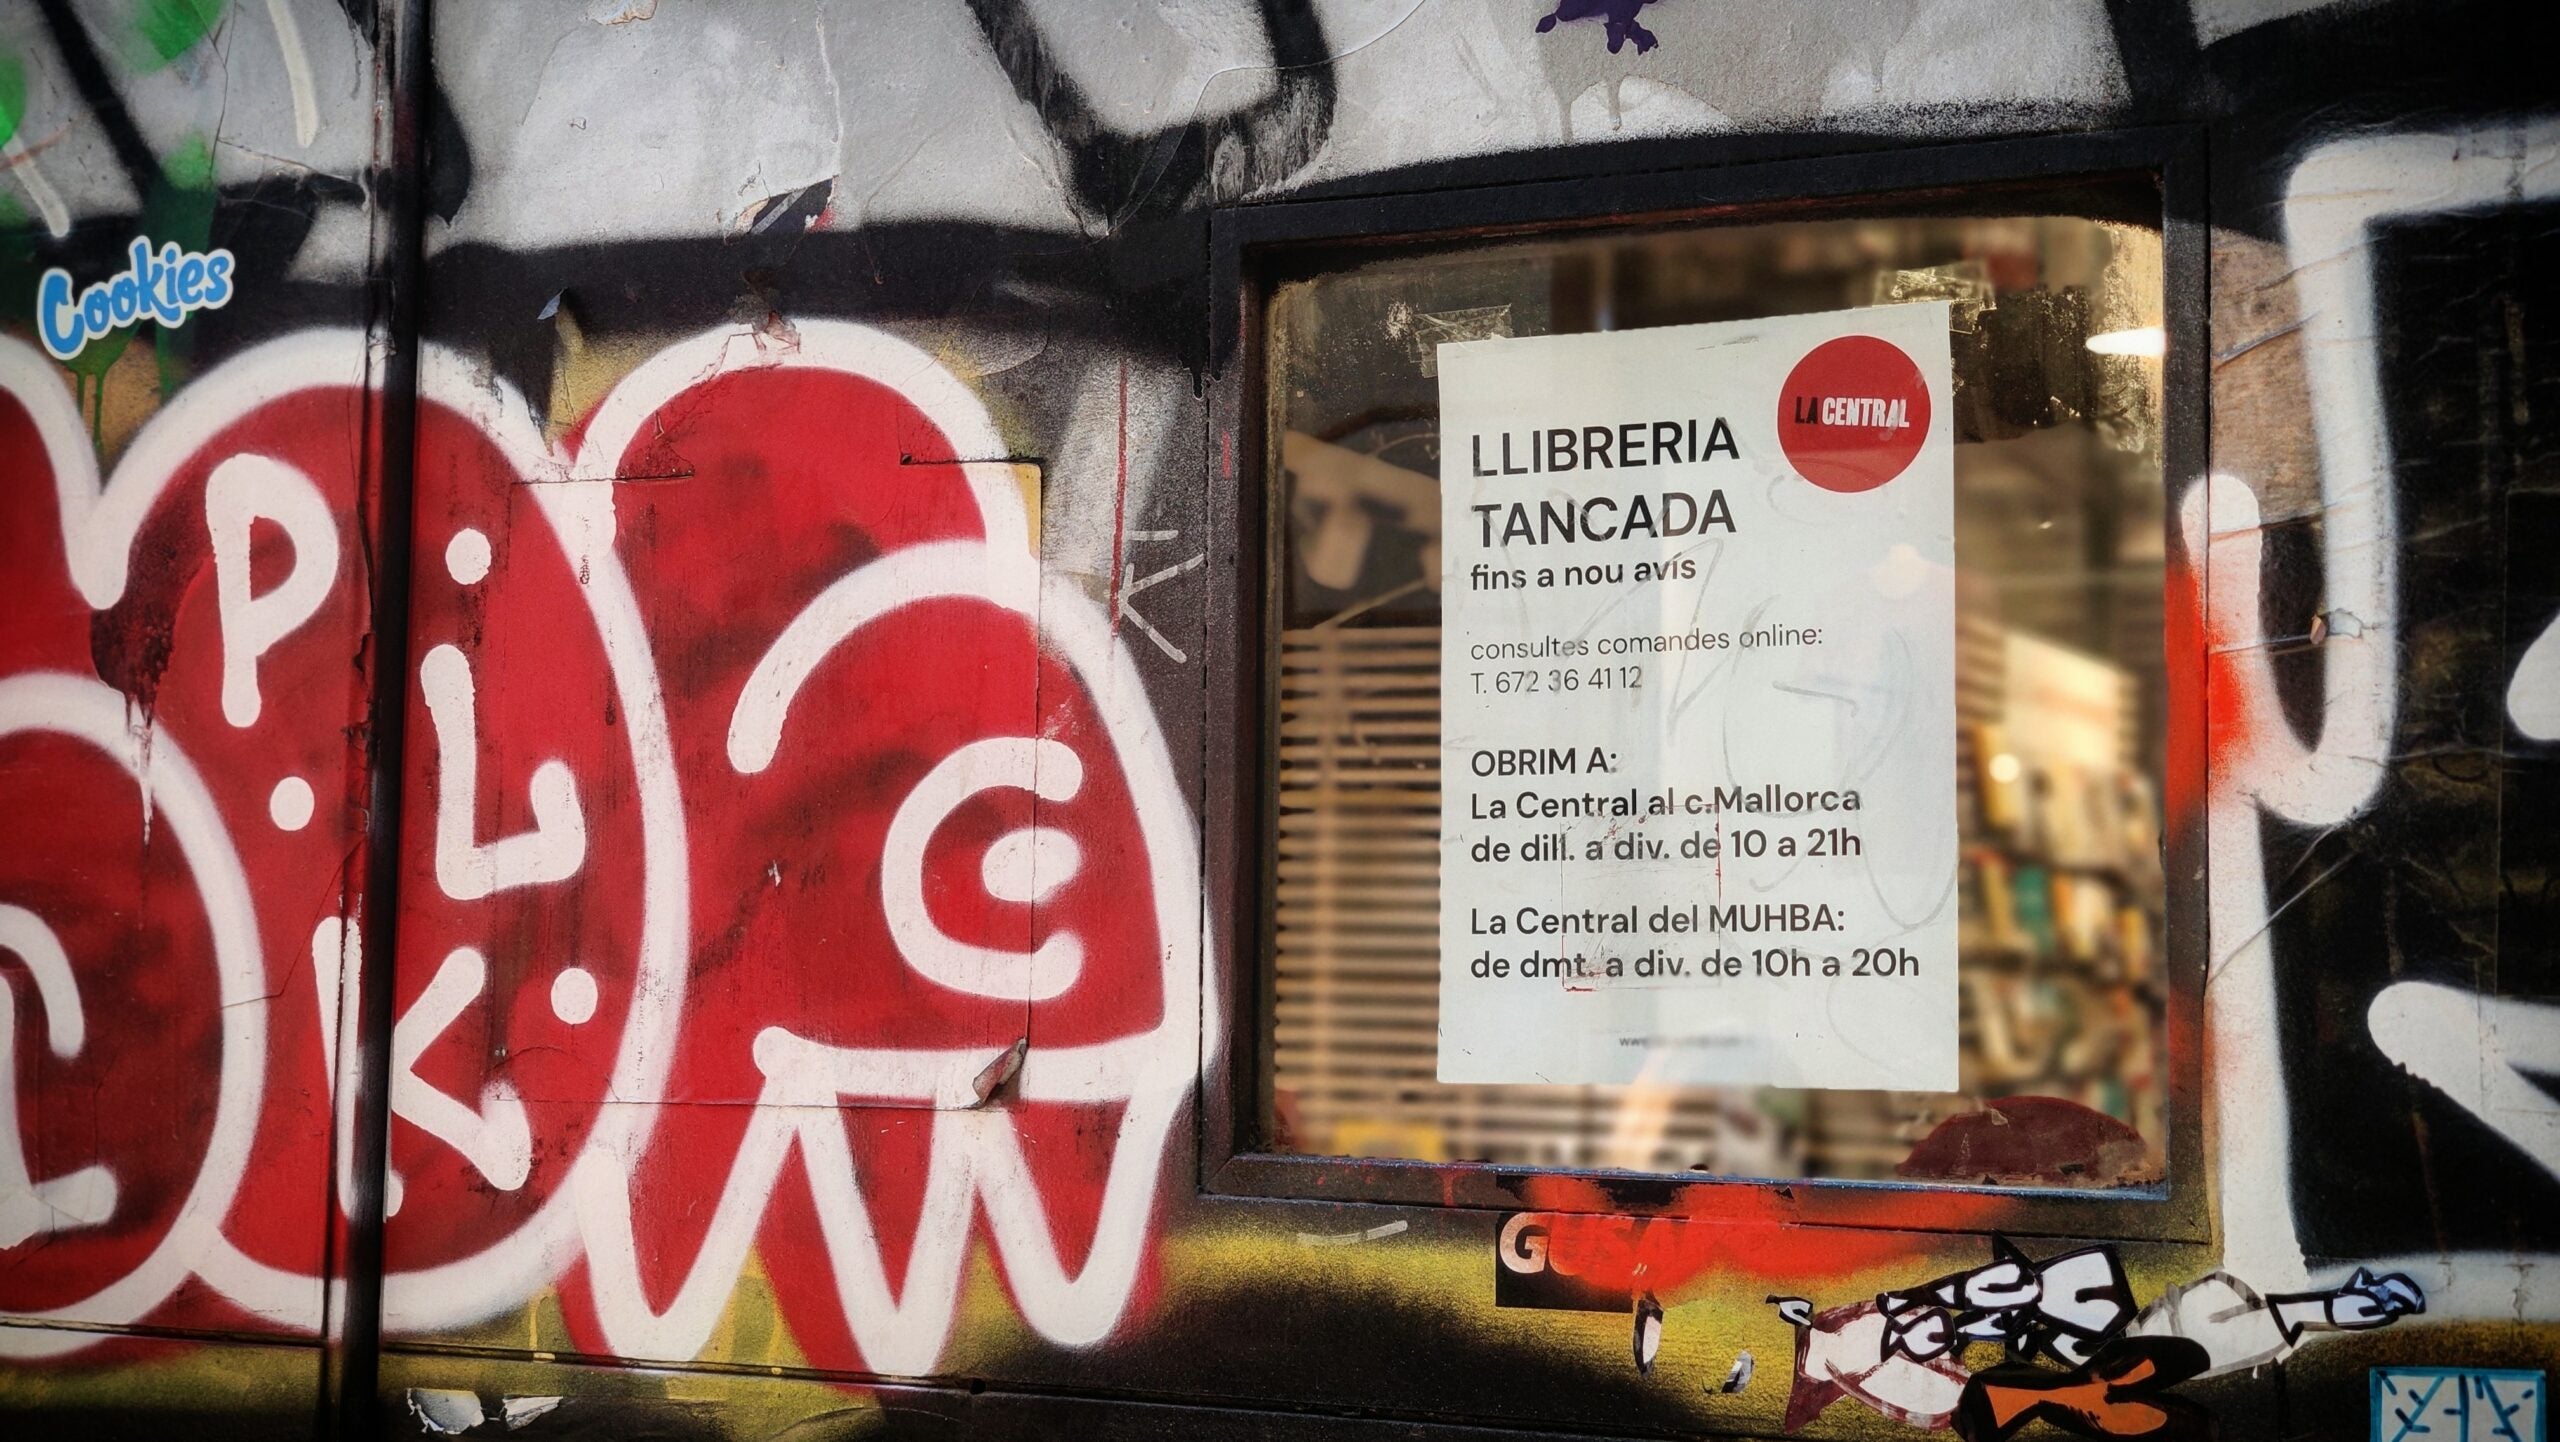 Cookies
P
L
K
C
K
LA CENTRAL
LLIBRERIA
TANCADA
fins a nou avís
consultes comandes online:
T. 672 36 41 12
OBRIM A:
La Central al c.Mallorca
de dill. a div. de 10 a 21h
La Central del MUHBA:
de dmt. a div. de 10h a 20h